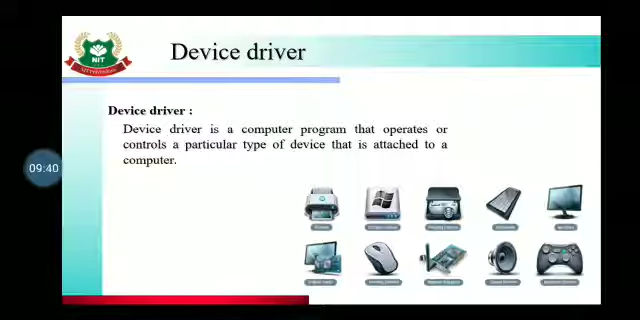 NIT
Device driver
Device driver :
Device driver is a computer program that operates or
controls a particular type of device that is attached to a
computer.
09:40